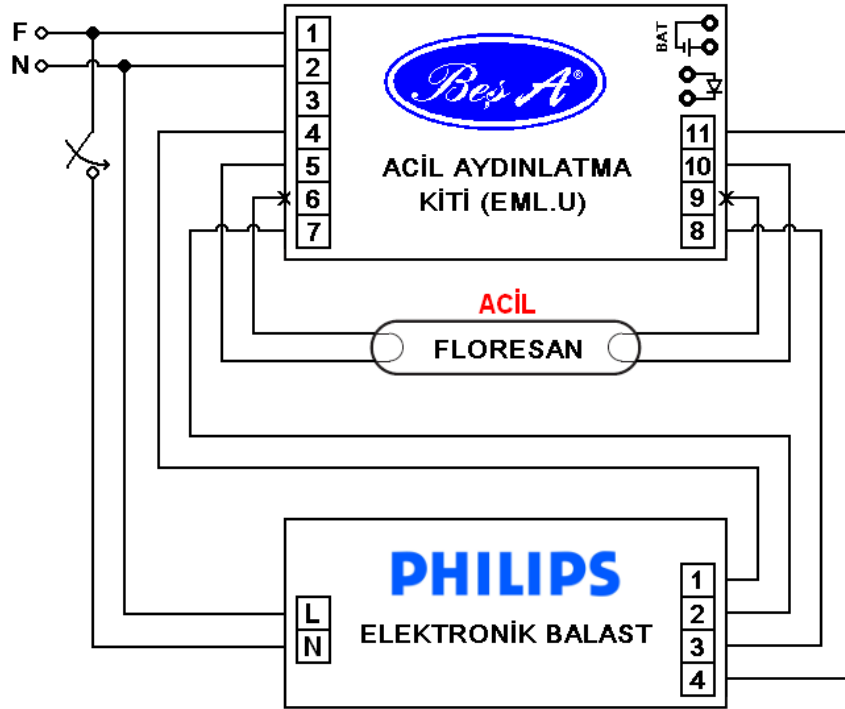 F
N
1
2
3
4
5
6
7
Beş A®
ACİL AYDINLATMA
KİTİ (EML.U)
BAT
11
10
9
8
ACİL
FLORESAN
PHILIPS
ELEKTRONİK BALAST
L
N
1
2
3
4